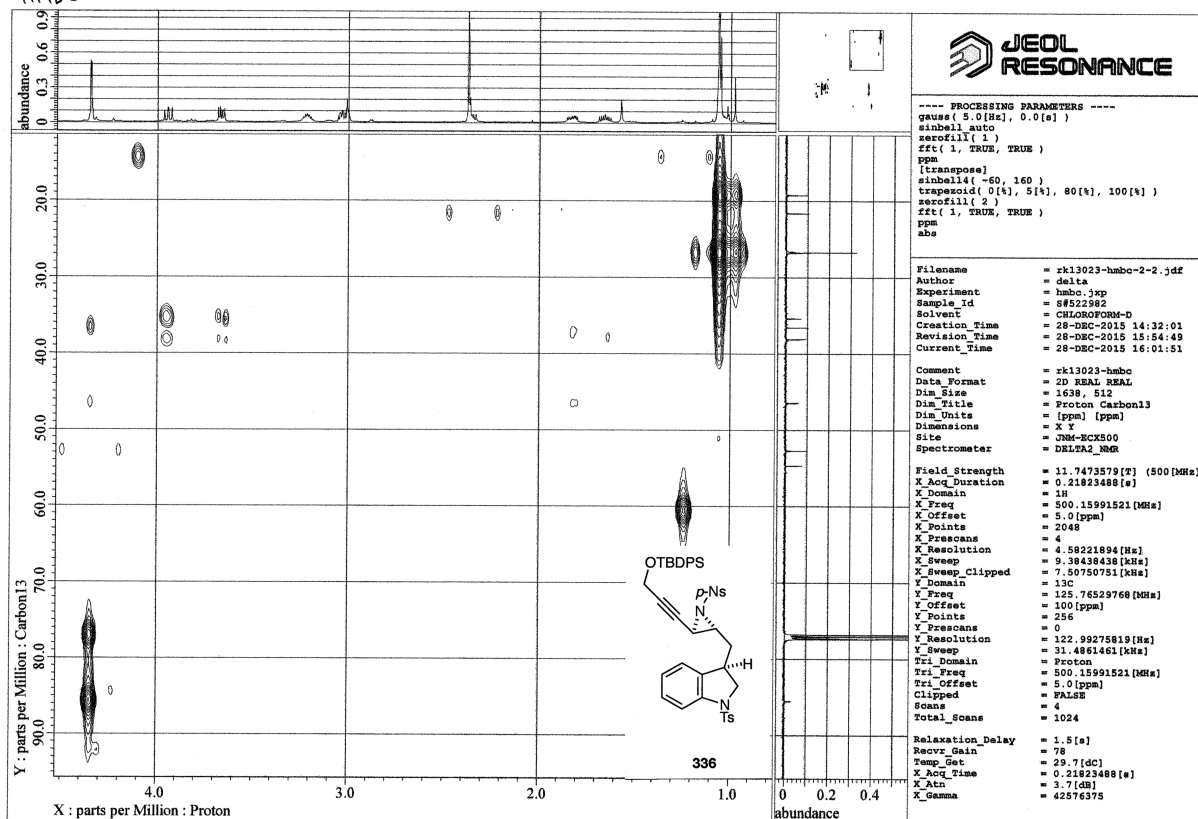 JEOL
RESONANCE
---- PROCESSING PARAMETERS ----
gauss( 5.0[Hz], 0.0[s] )
sinbell_auto
zerofill( 1 )
fft( 1, TRUE, TRUE )
ppm
[transpose]
sinbell4( -60, 160 )
trapezoid( 0[%], 5[%], 80[%], 100[%] )
zerofill( 2 )
fft( 1, TRUE, TRUE )
ppm
abs
Filename = rk13023-hmbc-2-2.jdf
Author = delta
Experiment = hmbc.jxp
Sample_Id = S#522982
Solvent = CHLOROFORM-D
Creation_Time = 28-DEC-2015 14:32:01
Revision_Time = 28-DEC-2015 15:54:49
Current_Time = 28-DEC-2015 16:01:51
Comment = rk13023-hmbc
Data_Format = 2D REAL REAL
Dim_Size = 1638, 512
Dim_Title = Proton Carbon13
Dim_Units = [ppm] [ppm]
Dimensions = X Y
Site = JNM-ECX500
Spectrometer = DELTA2_NMR
Field_Strength = 11.7473579[T] (500[MHz]
X_Acq_Duration = 0.21823488[s]
X_Domain = 1H
X_Freq = 500.15991521[MHz]
X_Offset = 5.0[ppm]
X_Points = 2048
X_Prescans = 4
X_Resolution = 4.58221894[Hz]
X_Sweep = 9.38438438[kHz]
X_Sweep_Clipped = 7.50750751[kHz]
Y_Domain = 13C
Y_Freq = 125.76529768[MHz]
Y_Offset = 100[ppm]
Y_Points = 256
Y_Prescans = 0
Y_Resolution = 122.99275819[Hz]
Y_Sweep = 31.4861461[kHz]
Tri_Domain = Proton
Tri_Freq = 500.15991521[MHz]
Tri_Offset = 5.0[ppm]
Clipped = FALSE
Scans = 4
Total_Scans = 1024
Relaxation_Delay = 1.5[s]
Recvr_Gain = 78
Temp_Get = 29.7[dC]
X_Acq_Time = 0.21823488[s]
X_Atn = 3.7[dB]
X_Gamma = 42576375
abundance
0 0.3 0.6 0.9
Y : parts per Million : Carbon13
20.0
30.0
40.0
50.0
60.0
70.0
80.0
90.0
OTBDPS
p-Ns
N
H
N
Ts
336
4.0 3.0 2.0 1.0
X : parts per Million : Proton
0 0.2 0.4
abundance